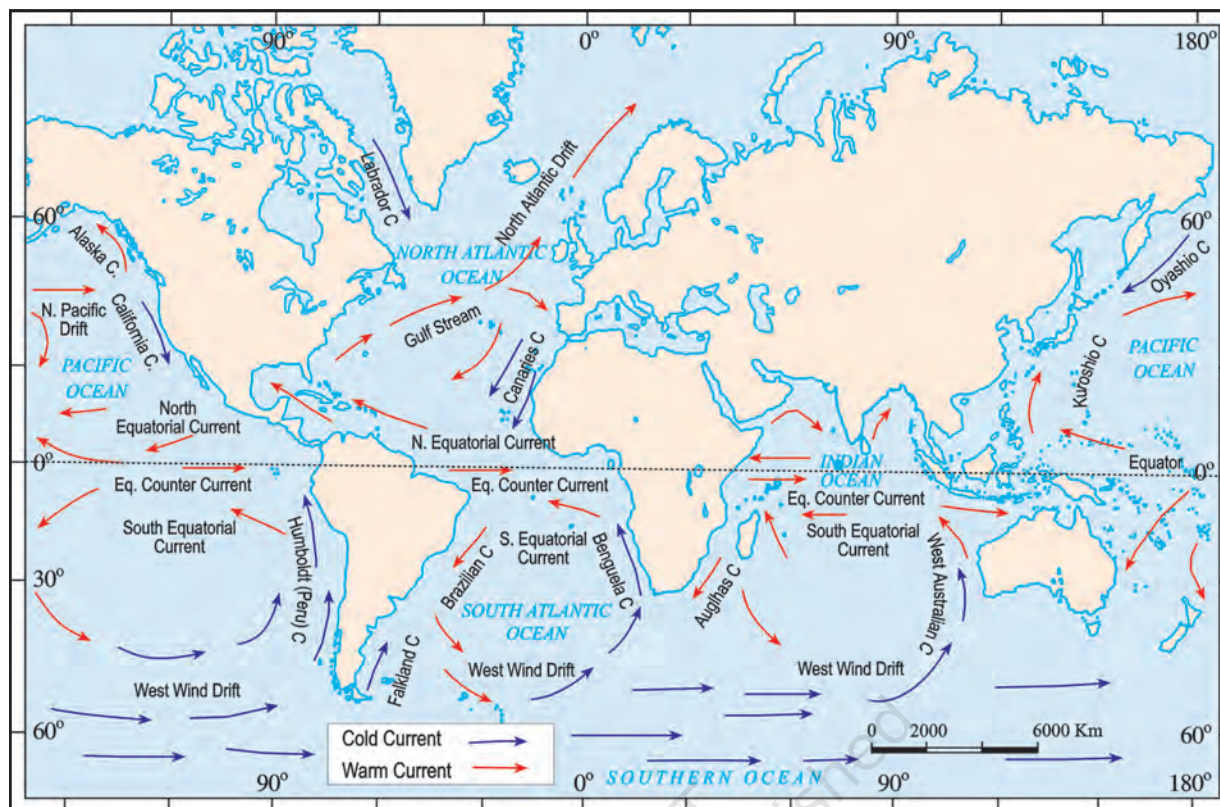 90°
0°
90°
180°
Labrador C
North Atlantic Drift
60°
60°
Alaska C.
NORTH ATLANTIC
OCEAN
Oyashio C
N. Pacific
Drift
California C.
Gulf Stream
Canaries C
Kuroshio C
PACIFIC
OCEAN
PACIFIC
OCEAN
North
Equatorial Current
N. Equatorial Current
0°
Equator
0°
INDIAN
OCEAN
Eq. Counter Current
Eq. Counter Current
Eq. Counter Current
South Equatorial
Current
Humboldt (Peru) C
Brazilian C
S. Equatorial
Current
Benguela C
Auglhas C
South Equatorial
Current
West Australian C
30°
30°
SOUTH ATLANTIC
OCEAN
Falkland C
West Wind Drift
West Wind Drift
West Wind Drift
60°
60°
Cold Current
Warm Current
0 2000 6000 Km
SOUTHERN OCEAN
90°
0°
90°
180°